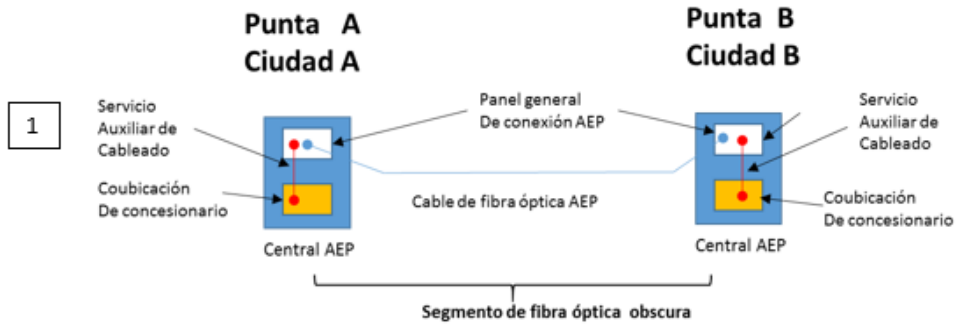 Punta A
Ciudad A
Punta B
Ciudad B
1
Servicio
Auxiliar de
Cableado
Panel general
De conexión AEP
Servicio
Auxiliar de
Cableado
Coubicación
De concesionario
Cable de fibra óptica AEP
Coubicación
De concesionario
Central AEP
Central AEP
Segmento de fibra óptica obscura